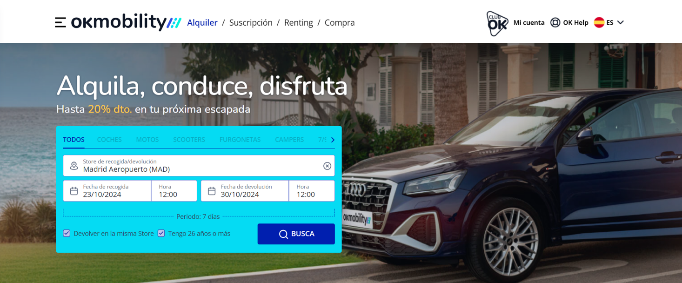 okmobility Alquiler / Suscripción / Renting / Compra CLUB OK Mi cuenta OK Help ES
Alquila, conduce, disfruta
Hasta 20% dto. en tu próxima escapada
TODOS COCHES MOTOS SCOOTERS FURGONETAS CAMPERS
Store de recogida/devolución
Madrid Aeropuerto (MAD)
Fecha de recogida Hora Fecha de devolución Hora
23/10/2024 12:00 30/10/2024 12:00
Periodo: 7 días
Devolver en la misma Store Tengo 26 años o más BUSCA
okmobility